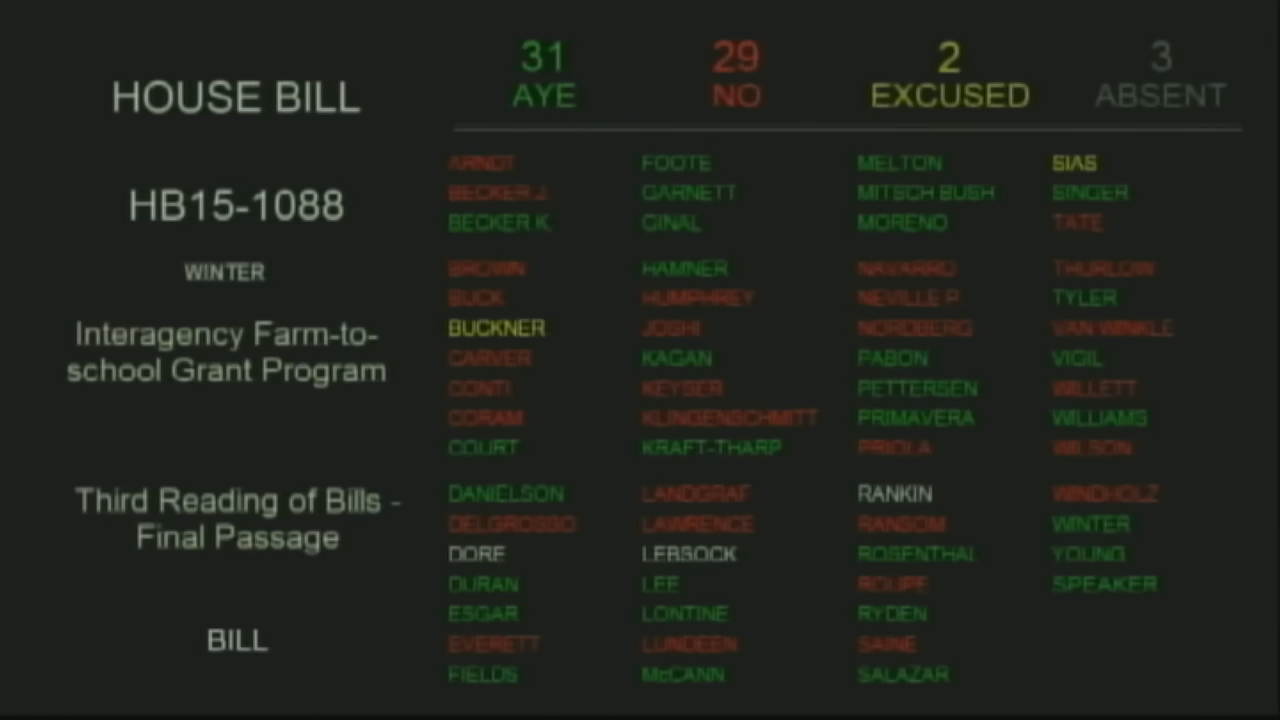 31 29 2 3
AYE NO EXCUSED ABSENT
HOUSE BILL
HB15-1088
WINTER
Interagency Farm-to-
school Grant Program
Third Reading of Bills -
Final Passage
BILL
ARNDT FOOTE MELTON SIAS
BECKER J. GARNETT MITSCH BUSH SINGER
BECKER K. GINAL MORENO TATE
BROWN HAMNER NAVARRO THURLOW
BUCK HUMPHREY NEVILLE P. TYLER
BUCKNER JOSHI NORDBERG VAN WINKLE
CARVER KAGAN PABON VIGIL
CONTI KEYSER PETTERSEN WILLETT
CORAM KLINGENSCHMITT PRIMAVERA WILLIAMS
COURT KRAFT-THARP PRIOLA WILSON
DANIELSON LANDGRAF RANKIN WINDHOLZ
DELGROSSO LAWRENCE RANSOM WINTER
DORE LEBSOCK ROSENTHAL YOUNG
DURAN LEE ROUPE SPEAKER
ESGAR LONTINE RYDEN
EVERETT LUNDEEN SAINE
FIELDS McCANN SALAZAR